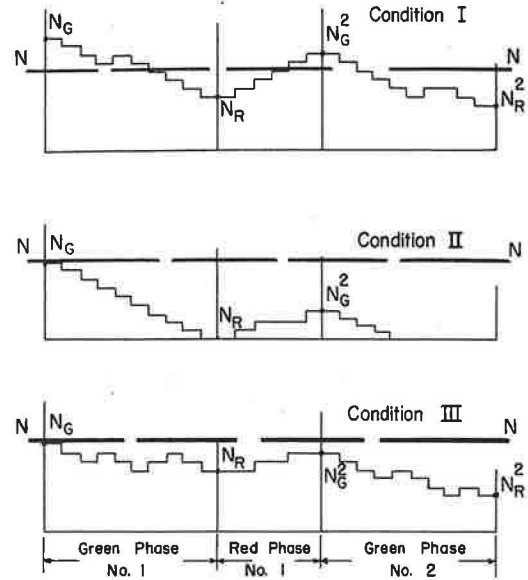 Condition I
N_G
N
N_R
N_G^2
N_R^2
N
N_G
Condition II
N
N_R
N_G^2
Condition III
N
N_G
N
N_R
N_G^2
N_R^2
Green Phase
No. 1
Red Phase
No. 1
Green Phase
No. 2